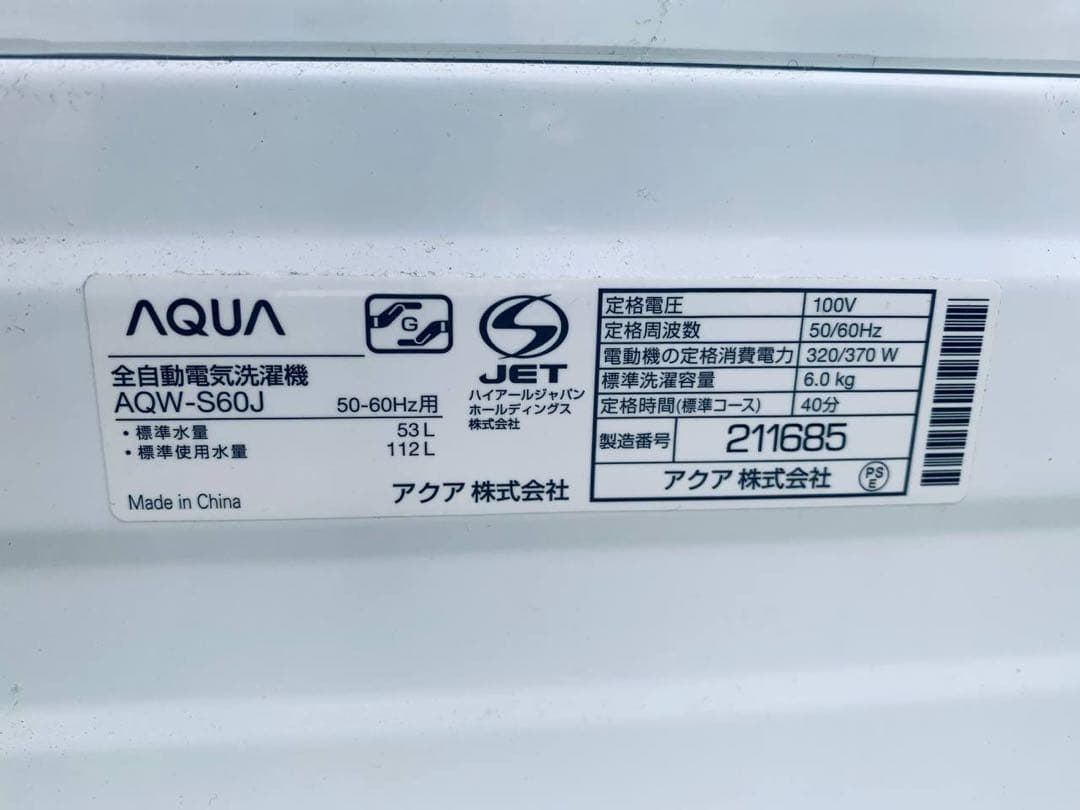 AQUA
G
全自動電気洗濯機
AQW-S60J 50-60Hz用
・標準水量 53 L
・標準使用水量 112 L
Made in China
アクア 株式会社
S
JET
ハイアールジャパン
ホールディングス
株式会社
定格電圧 100V
定格周波数 50/60Hz
電動機の定格消費電力 320/370 W
標準洗濯容量 6.0 kg
定格時間(標準コース) 40分
製造番号 211685
アクア 株式会社 PS E